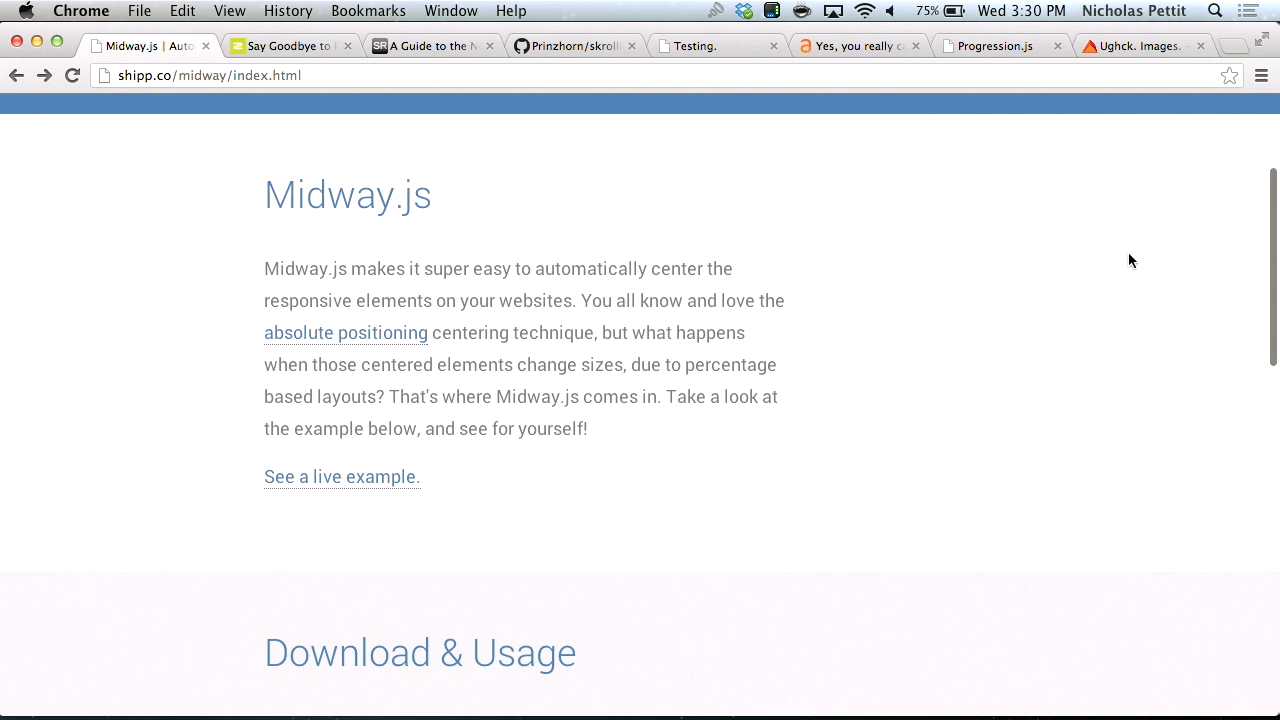 Chrome File Edit View History Bookmarks Window Help 75% Wed 3:30 PM Nicholas Pettit
Midway.js | Auto Say Goodbye to SR A Guide to the N Prinzhorn/skroll Testing. Yes, you really ca Progression.js Ughck. Images. -
shipp.co/midway/index.html
Midway.js
Midway.js makes it super easy to automatically center the
responsive elements on your websites. You all know and love the
absolute positioning centering technique, but what happens
when those centered elements change sizes, due to percentage
based layouts? That's where Midway.js comes in. Take a look at
the example below, and see for yourself!
See a live example.
Download & Usage